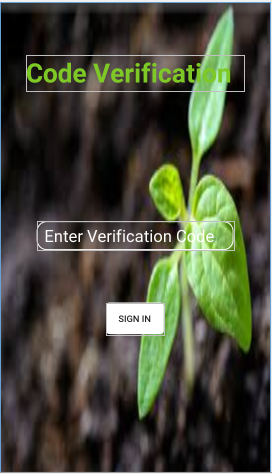 Code Verification
Enter Verification Code
SIGN IN